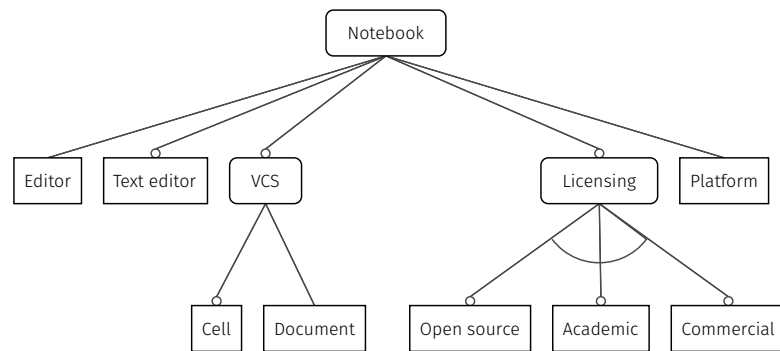 Notebook
Editor
Text editor
VCS
Licensing
Platform
Cell
Document
Open source
Academic
Commercial